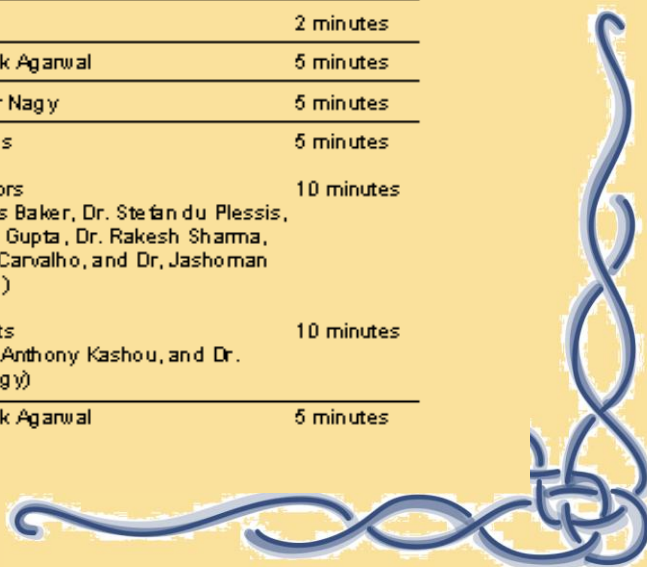 2 minutes
k Agarwal 5 minutes
r Nagy 5 minutes
s 5 minutes
ors 10 minutes
s Baker, Dr. Stefan du Plessis,
Gupta, Dr. Rakesh Sharma,
Carvalho, and Dr, Jashoman
)
ts 10 minutes
Anthony Kashou, and Dr.
gy)
k Agarwal 5 minutes